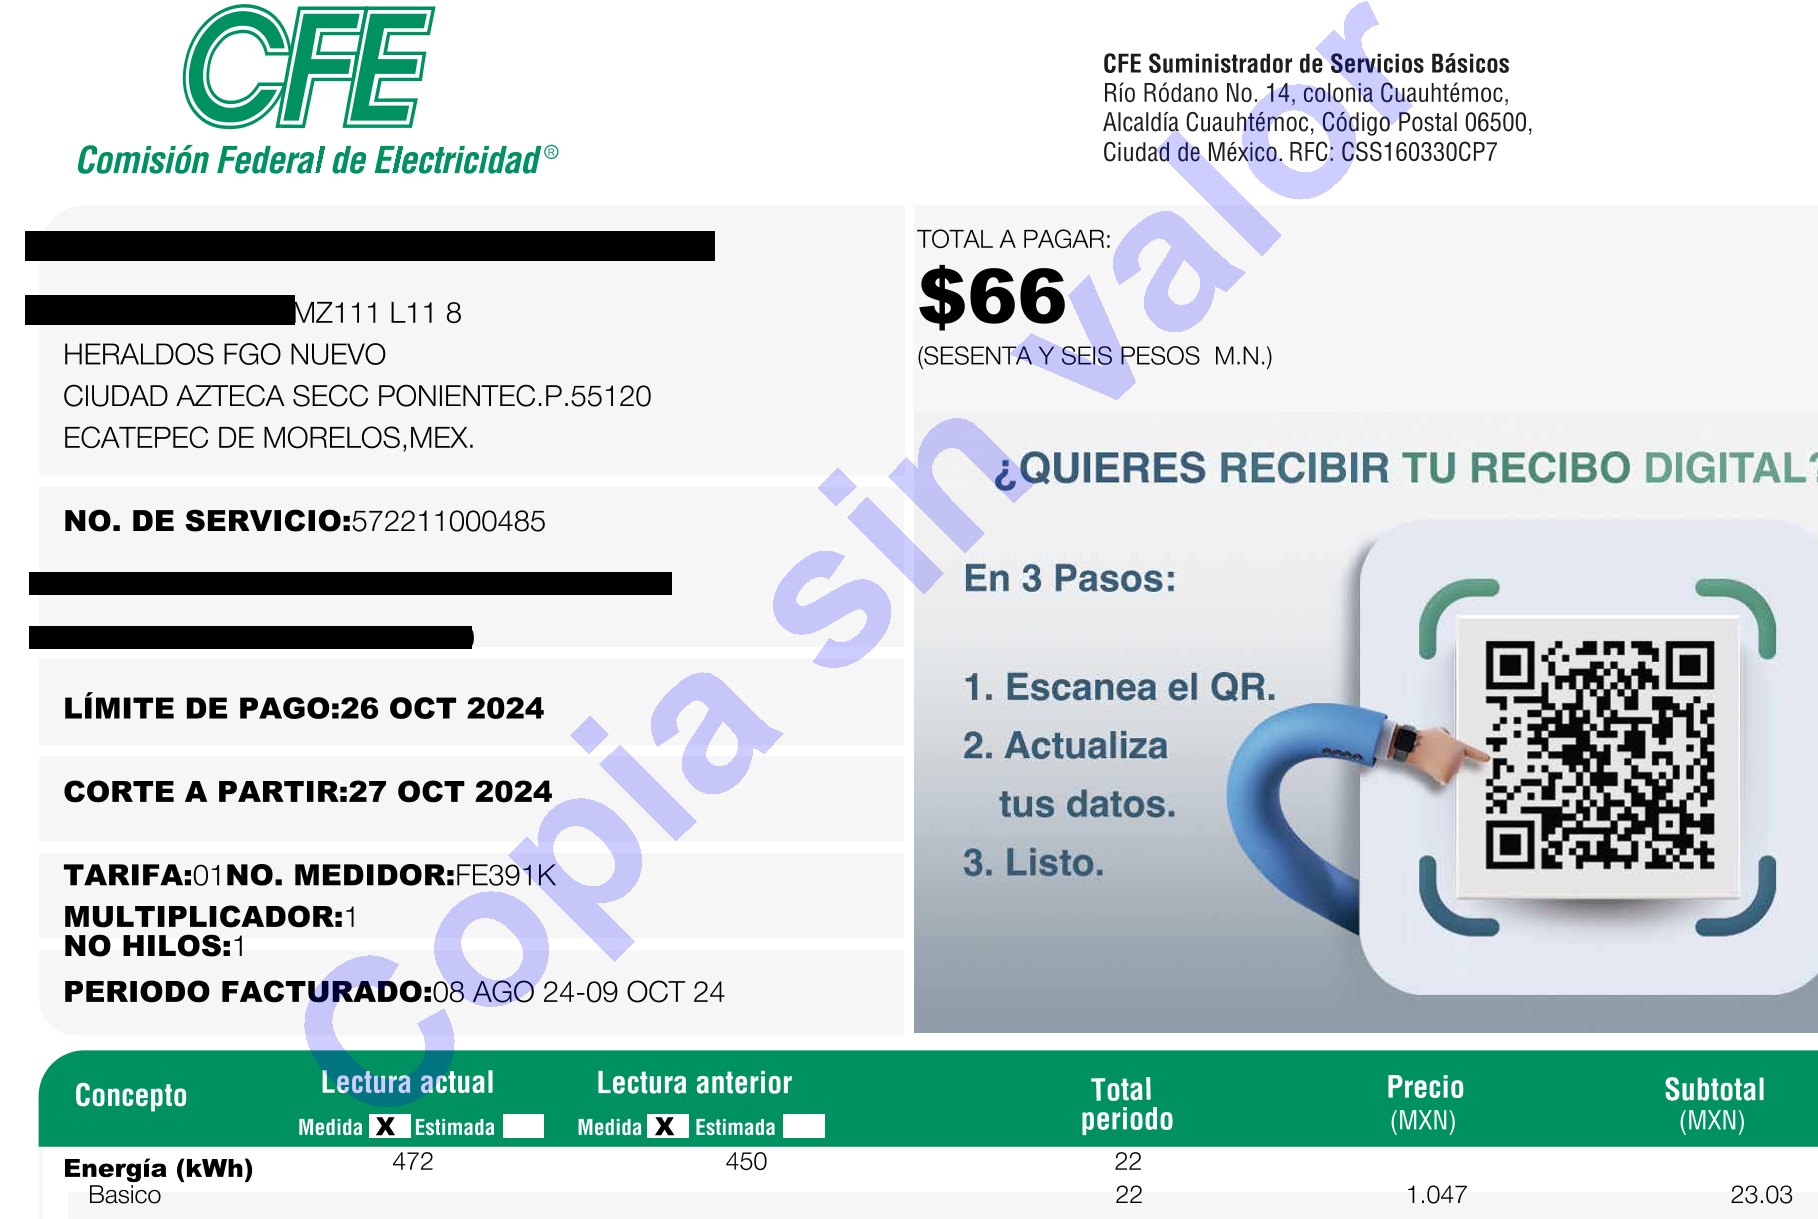 CFE
Comisión Federal de Electricidad®
CFE Suministrador de Servicios Básicos
Río Ródano No. 14, colonia Cuauhtémoc,
Alcaldía Cuauhtémoc, Código Postal 06500,
Ciudad de México. RFC: CSS160330CP7
MZ111 L11 8
HERALDOS FGO NUEVO
CIUDAD AZTECA SECC PONIENTEC.P.55120
ECATEPEC DE MORELOS,MEX.
NO. DE SERVICIO:572211000485
LÍMITE DE PAGO:26 OCT 2024
CORTE A PARTIR:27 OCT 2024
TARIFA:01NO. MEDIDOR:FE391K
MULTIPLICADOR:1
NO HILOS:1
PERIODO FACTURADO:08 AGO 24-09 OCT 24
TOTAL A PAGAR:
$66
(SESENTA Y SEIS PESOS M.N.)
¿QUIERES RECIBIR TU RECIBO DIGITAL?
En 3 Pasos:
1. Escanea el QR.
2. Actualiza
tus datos.
3. Listo.
Copia sin valor
Concepto Lectura actual Lectura anterior Total periodo Precio (MXN) Subtotal (MXN)
Medida X Estimada Medida X Estimada
Energía (kWh) 472 450 22
Basico 22 1.047 23.03